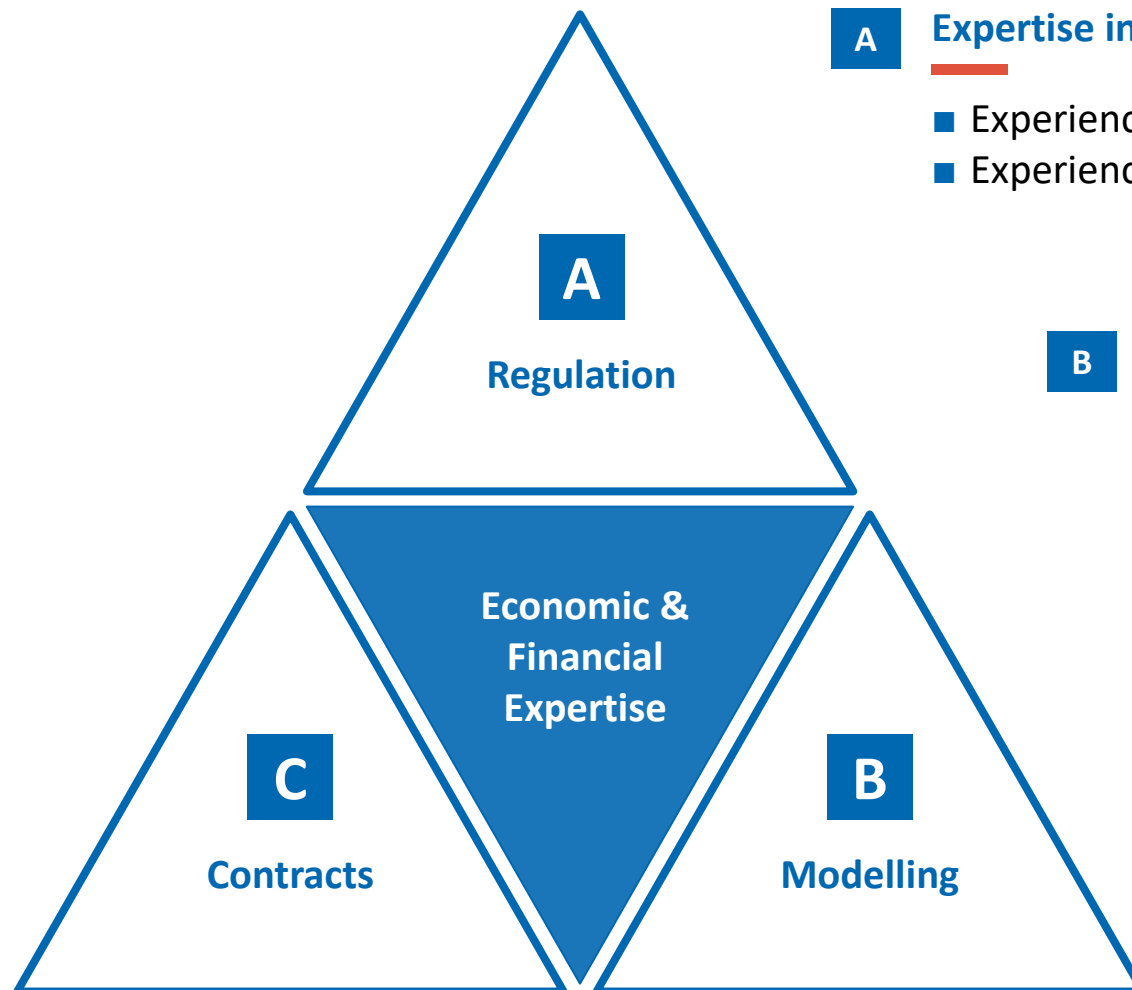 A
Expertise in
Experienc
Experienc
A
Regulation
B
Economic &
Financial
Expertise
C
Contracts
B
Modelling